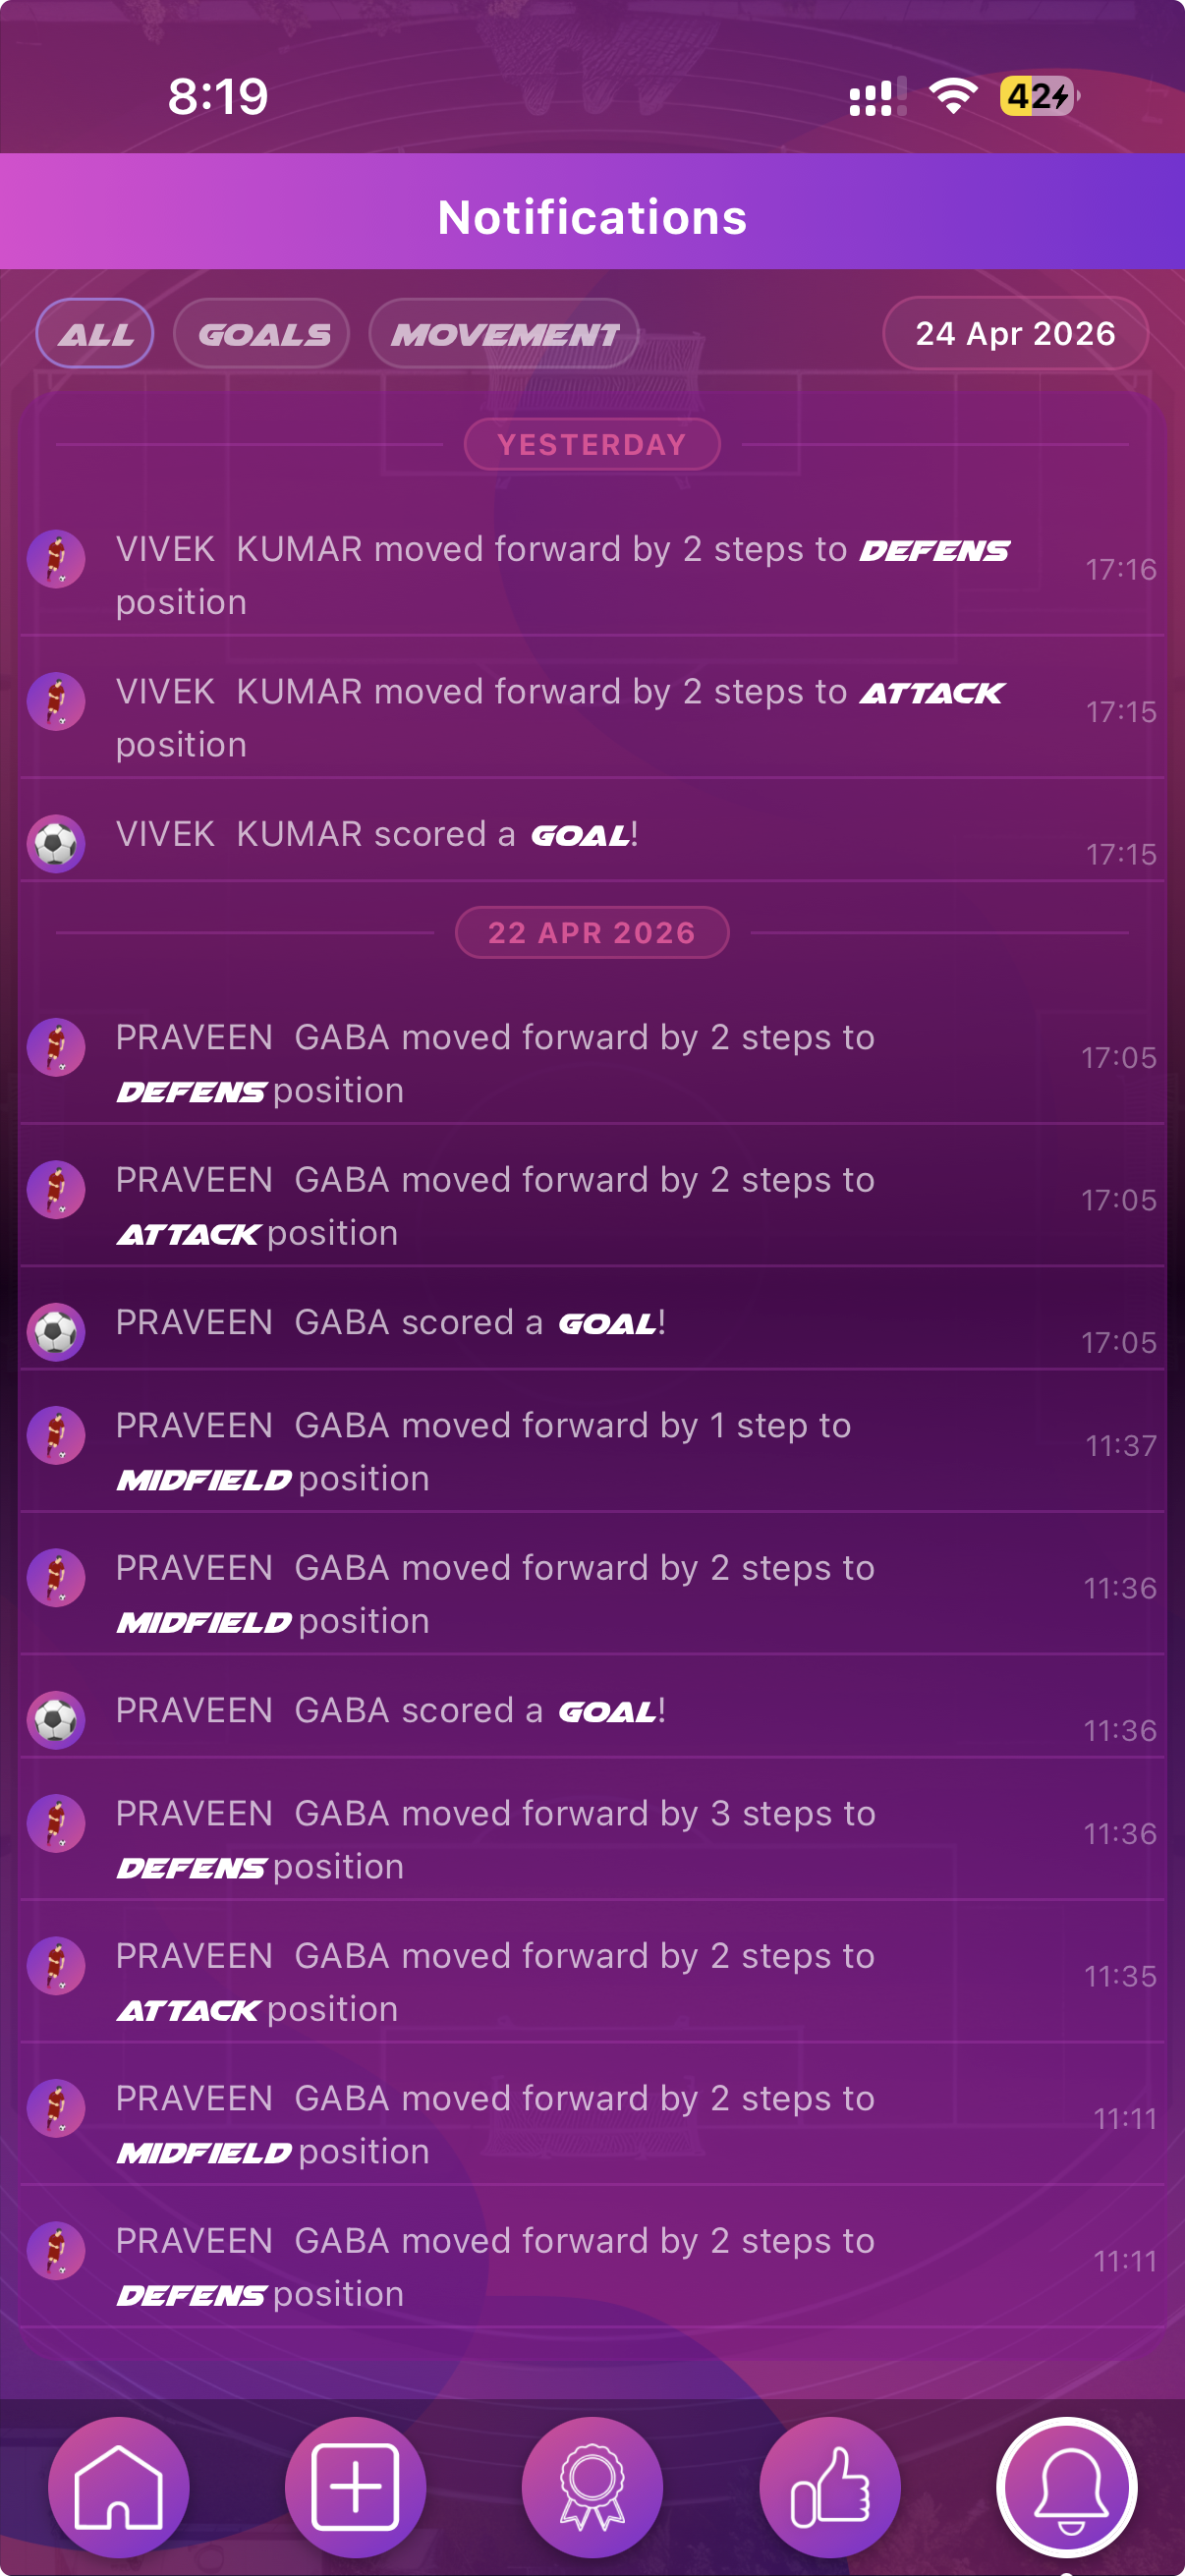 8:19
42
Notifications
ALL
GOALS
MOVEMENT
24 Apr 2026
YESTERDAY
VIVEK  KUMAR moved forward by 2 steps to DEFENS
position
17:16
VIVEK  KUMAR moved forward by 2 steps to ATTACK
position
17:15
VIVEK  KUMAR scored a GOAL!
17:15
22 APR 2026
PRAVEEN  GABA moved forward by 2 steps to
DEFENS position
17:05
PRAVEEN  GABA moved forward by 2 steps to
ATTACK position
17:05
PRAVEEN  GABA scored a GOAL!
17:05
PRAVEEN  GABA moved forward by 1 step to
MIDFIELD position
11:37
PRAVEEN  GABA moved forward by 2 steps to
MIDFIELD position
11:36
PRAVEEN  GABA scored a GOAL!
11:36
PRAVEEN  GABA moved forward by 3 steps to
DEFENS position
11:36
PRAVEEN  GABA moved forward by 2 steps to
ATTACK position
11:35
PRAVEEN  GABA moved forward by 2 steps to
MIDFIELD position
11:11
PRAVEEN  GABA moved forward by 2 steps to
DEFENS position
11:11